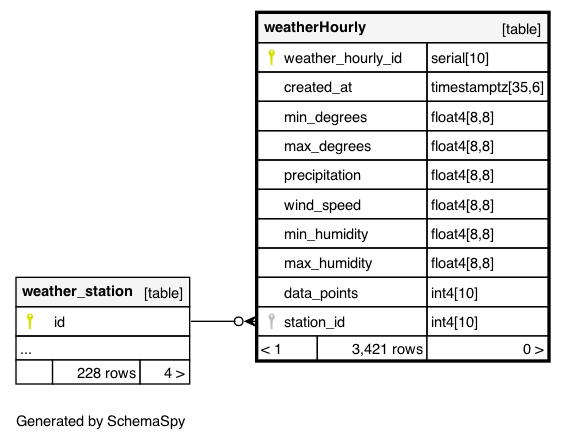 weatherHourly [table]
weather_hourly_id serial[10]
created_at timestamptz[35,6]
min_degrees float4[8,8]
max_degrees float4[8,8]
precipitation float4[8,8]
wind_speed float4[8,8]
min_humidity float4[8,8]
max_humidity float4[8,8]
data_points int4[10]
station_id int4[10]
< 1 3,421 rows 0 >
weather_station [table]
id
...
228 rows 4 >
Generated by SchemaSpy